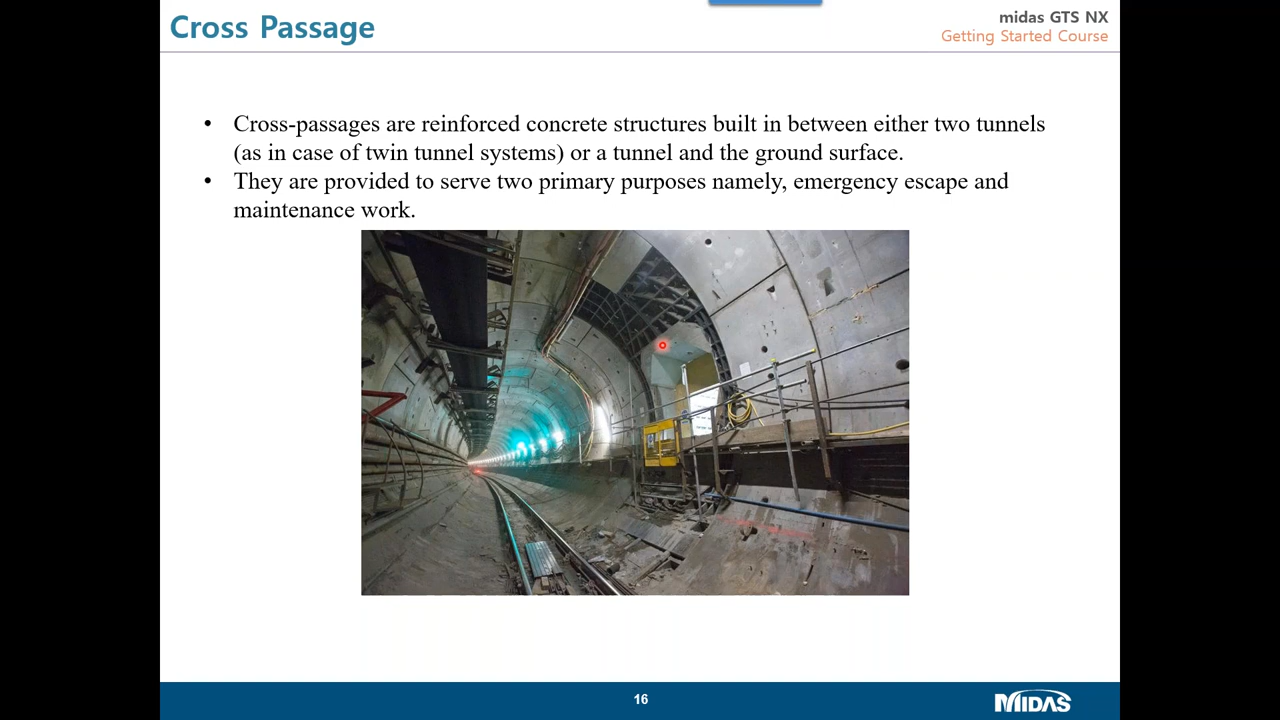 Cross Passage
midas GTS NX
Getting Started Course
• Cross-passages are reinforced concrete structures built in between either two tunnels
(as in case of twin tunnel systems) or a tunnel and the ground surface.
• They are provided to serve two primary purposes namely, emergency escape and
maintenance work.
16
MIDAS